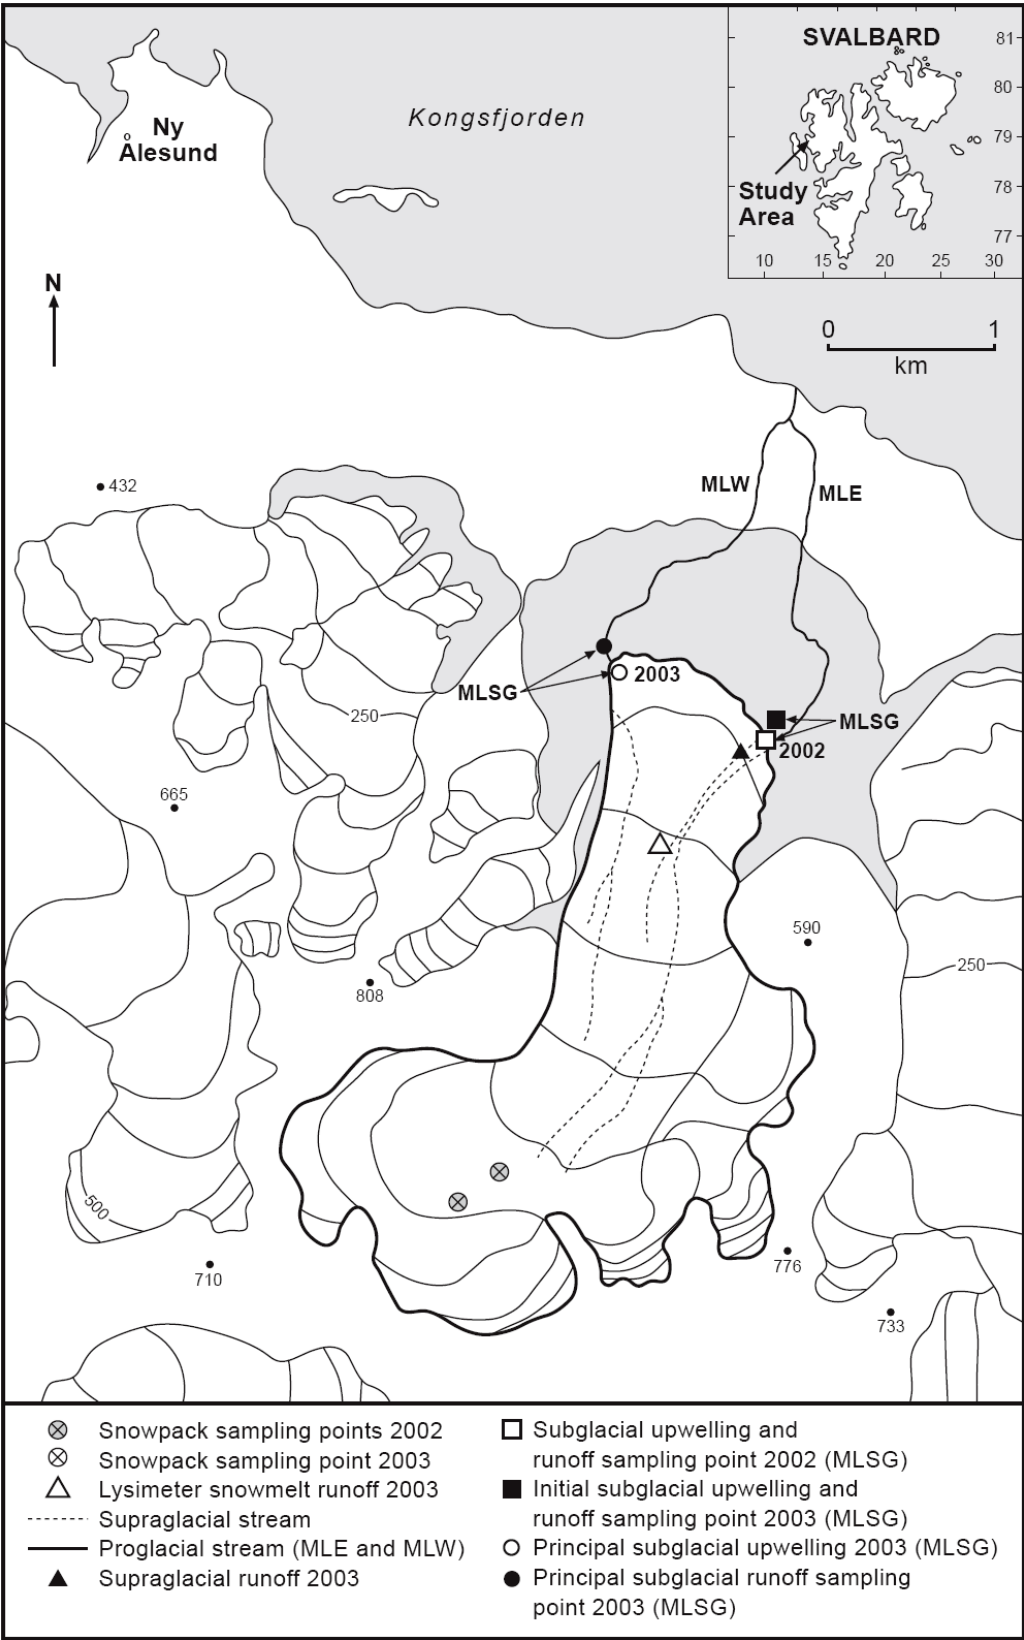 SVALBARD
81
80
79
78
77
10 15 20 25 30
Study
Area
Kongsfjorden
Ny
Ålesund
N
0 1
km
MLW
MLE
432
MLSG
2003
MLSG
2002
250
665
590
250
808
500
710
776
733
Snowpack sampling points 2002
Snowpack sampling point 2003
Lysimeter snowmelt runoff 2003
Supraglacial stream
Proglacial stream (MLE and MLW)
Supraglacial runoff 2003
Subglacial upwelling and
runoff sampling point 2002 (MLSG)
Initial subglacial upwelling and
runoff sampling point 2003 (MLSG)
Principal subglacial upwelling 2003 (MLSG)
Principal subglacial runoff sampling
point 2003 (MLSG)